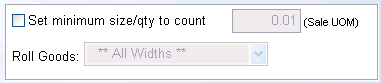 Set minimum size/qty to count 0.01 (Sale UOM)
Roll Goods: ** All Widths **